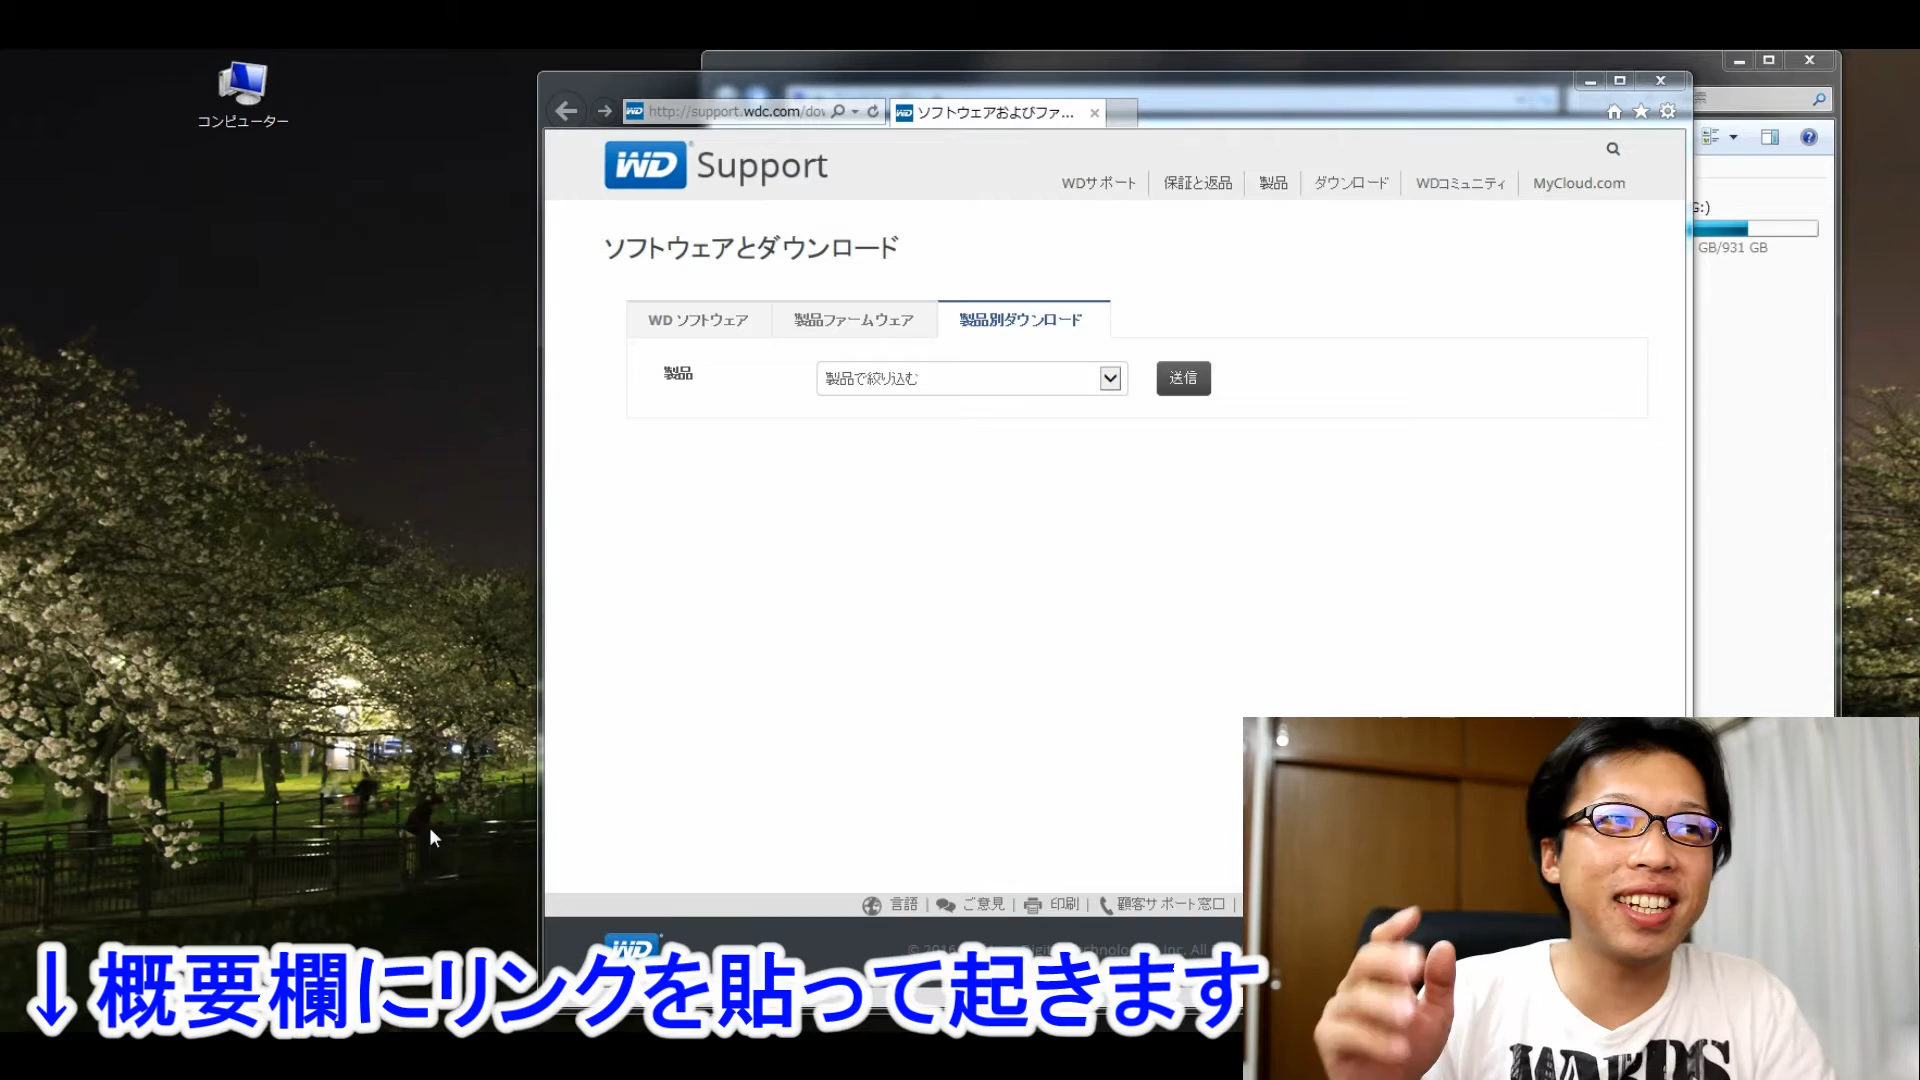 コンピューター
http://support.wdc.com/dov
ソフトウェアおよびファ...
WD Support
WDサポート
保証と返品
製品
ダウンロード
WDコミュニティ
MyCloud.com
G:)
GB/931 GB
ソフトウェアとダウンロード
WD ソフトウェア
製品ファームウェア
製品別ダウンロード
製品
製品で絞り込む
送信
言語 | ご意見 | 印刷 | 顧客サポート窓口 |
WD
↓概要欄にリンクを貼って起きます